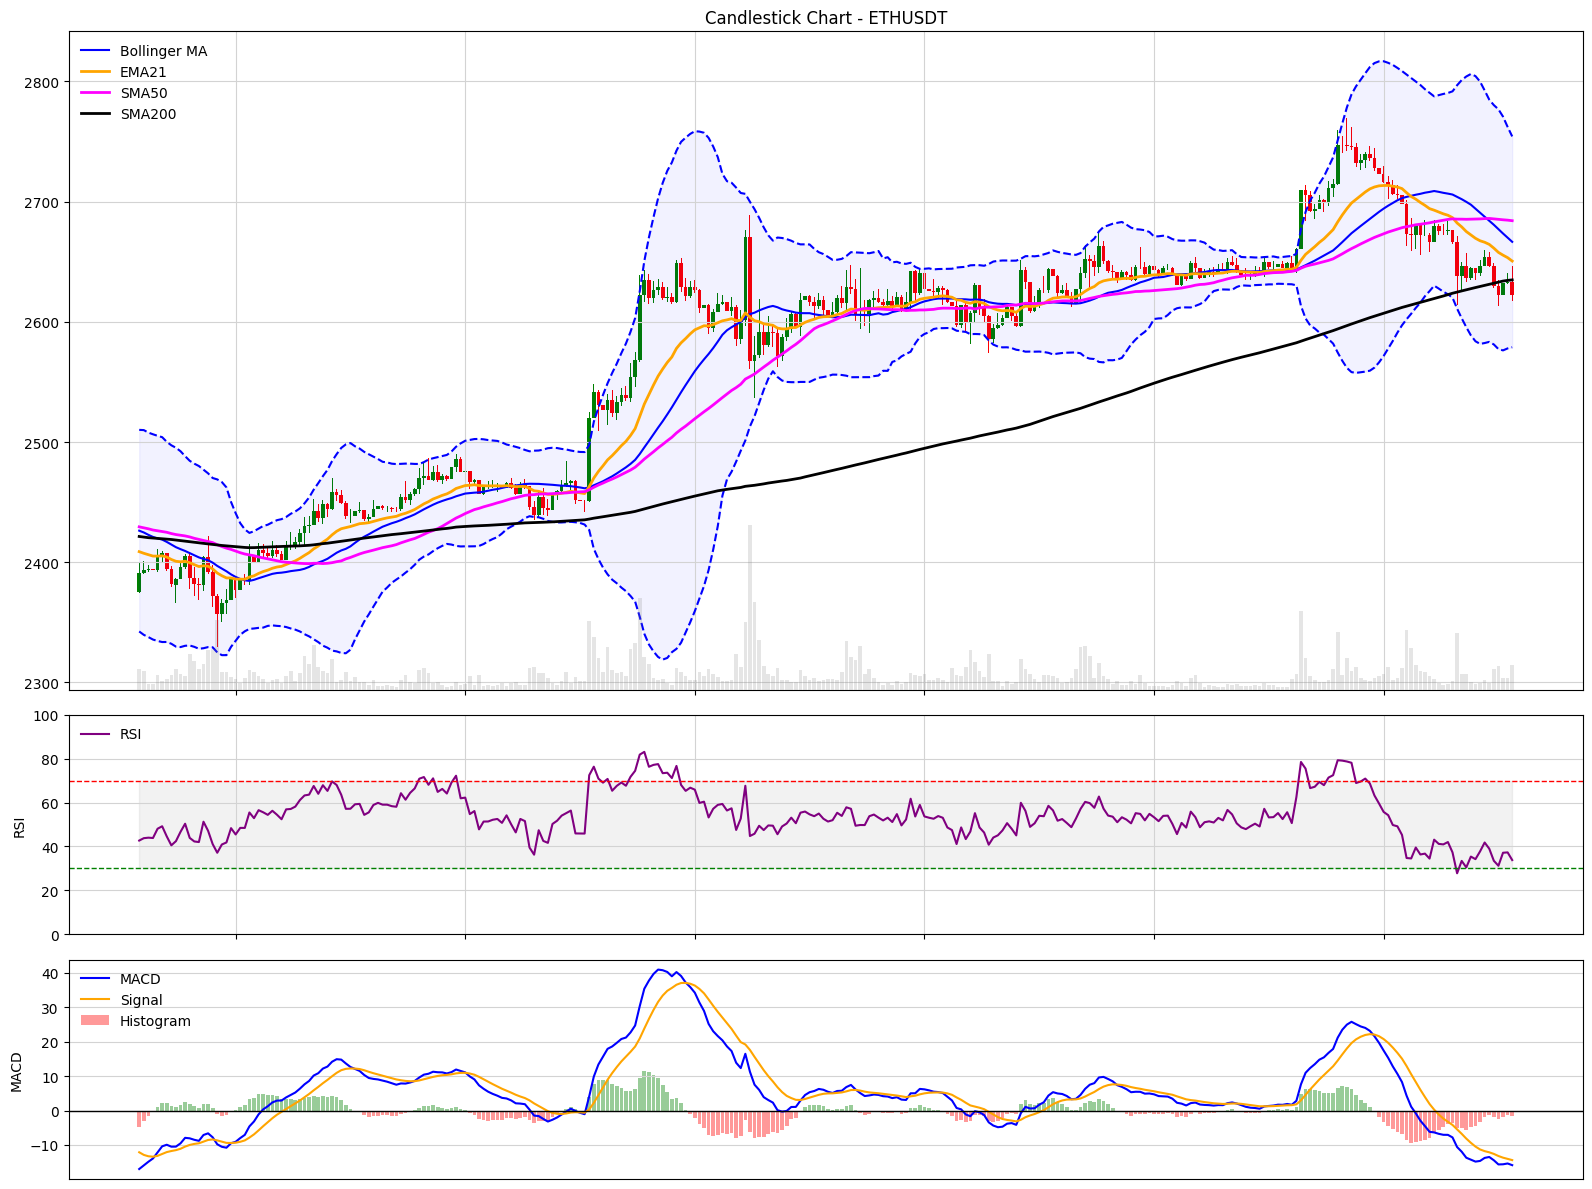 Candlestick Chart - ETHUSDT
Bollinger MA
EMA21
SMA50
SMA200
2800
2700
2600
2500
2400
2300
RSI
100
80
60
40
20
0
RSI
MACD
Signal
Histogram
40
30
20
10
0
−10
MACD